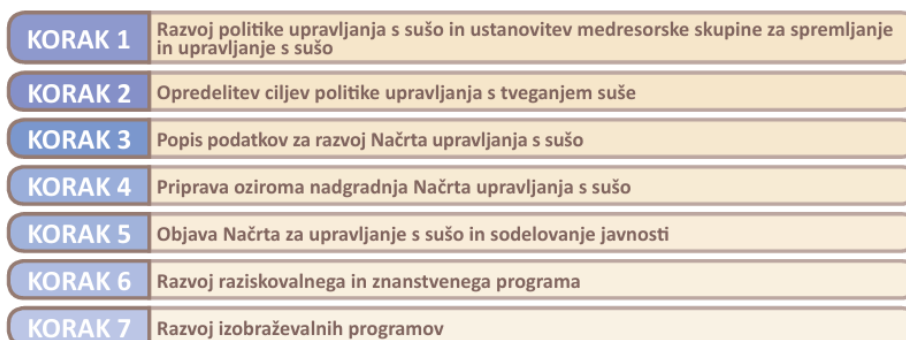 KORAK 1
Razvoj politike upravljanja s sušo in ustanovitev medresorske skupine za spremljanje
in upravljanje s sušo
KORAK 2
Opredelitev ciljev politike upravljanja s tveganjem suše
KORAK 3
Popis podatkov za razvoj Načrta upravljanja s sušo
KORAK 4
Priprava oziroma nadgradnja Načrta upravljanja s sušo
KORAK 5
Objava Načrta za upravljanje s sušo in sodelovanje javnosti
KORAK 6
Razvoj raziskovalnega in znanstvenega programa
KORAK 7
Razvoj izobraževalnih programov